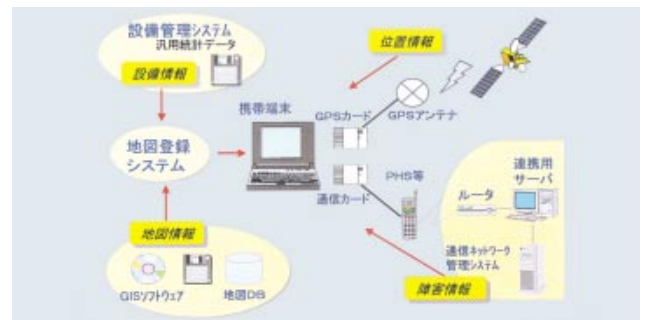 設備管理システム
汎用統計データ
設備情報
位置情報
携帯端末
GPSカード
GPSアンテナ
地図登録
システム
通信カード
PHS等
ルータ
連携用
サーバ
地図情報
通信ネットワーク
管理システム
障害情報
GISソフトウェア
地図DB